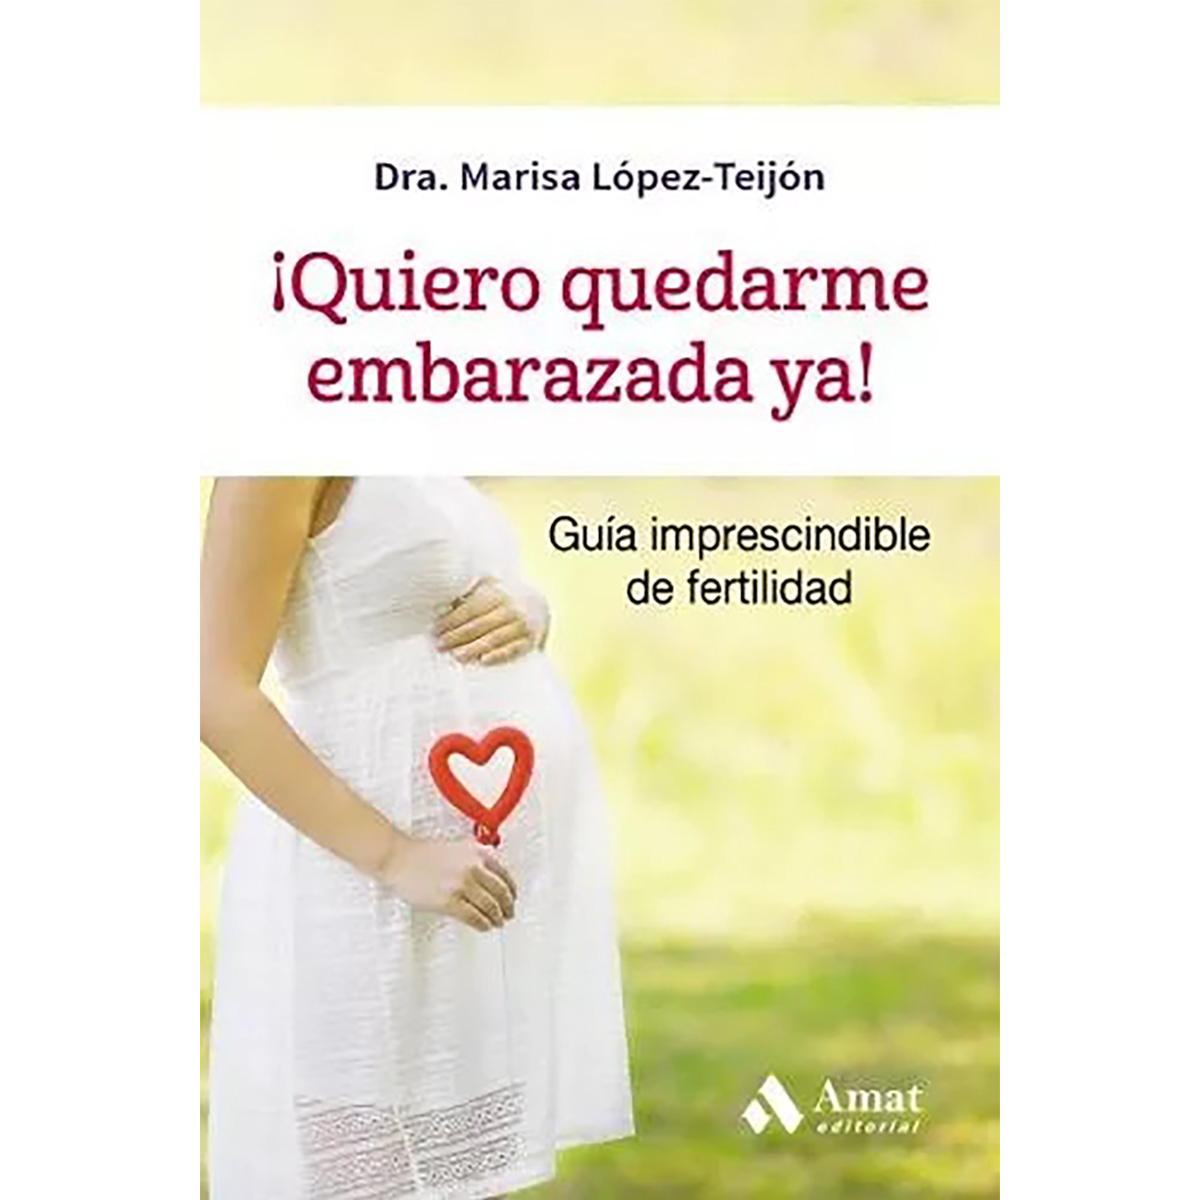 Dra. Marisa López-Teijón
¡Quiero quedarme
embarazada ya!
Guía imprescindible
de fertilidad
Amat
editorial